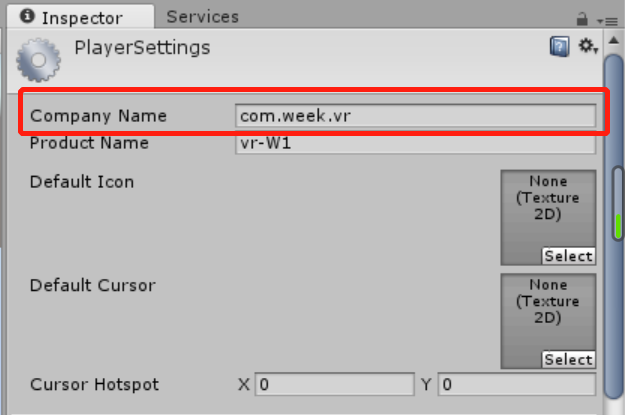 Inspector Services
PlayerSettings
Company Name com.week.vr
Product Name vr-W1
Default Icon
None
(Texture
2D)
Select
Default Cursor
None
(Texture
2D)
Select
Cursor Hotspot X 0 Y 0